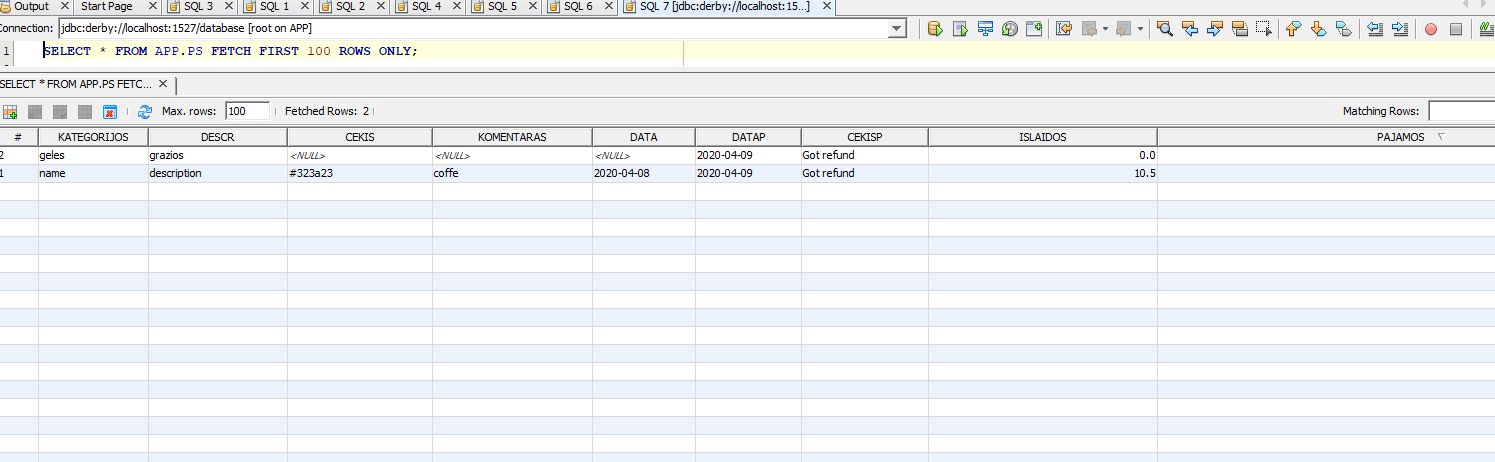 Output Start Page SQL 3 SQL 1 SQL 2 SQL 4 SQL 5 SQL 6 SQL 7 [jdbc:derby://localhost:15...]
Connection: jdbc:derby://localhost:1527/database [root on APP]
1 SELECT * FROM APP.PS FETCH FIRST 100 ROWS ONLY;
SELECT * FROM APP.PS FETC...
Max. rows: 100 Fetched Rows: 2 Matching Rows:
# KATEGORIJOS DESCR CEKIS KOMENTARAS DATA DATAP CEKISP ISLAIDOS PAJAMOS
2 geles grazios <NULL> <NULL> <NULL> 2020-04-09 Got refund 0.0
1 name description #323a23 coffe 2020-04-08 2020-04-09 Got refund 10.5